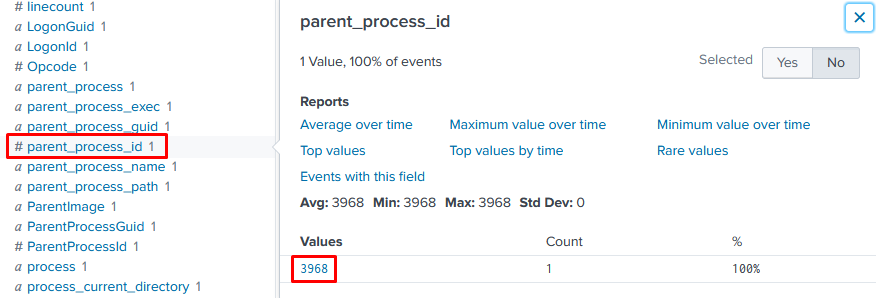 # linecount 1
a LogonGuid 1
a LogonId 1
# Opcode 1
a parent_process 1
a parent_process_exec 1
a parent_process_guid 1
# parent_process_id 1
a parent_process_name 1
a parent_process_path 1
a ParentImage 1
a ParentProcessGuid 1
# ParentProcessId 1
a process 1
a process_current_directory 1
parent_process_id
1 Value, 100% of events
Selected Yes No
Reports
Average over time Maximum value over time Minimum value over time
Top values Top values by time Rare values
Events with this field
Avg: 3968 Min: 3968 Max: 3968 Std Dev: 0
Values Count %
3968 1 100%